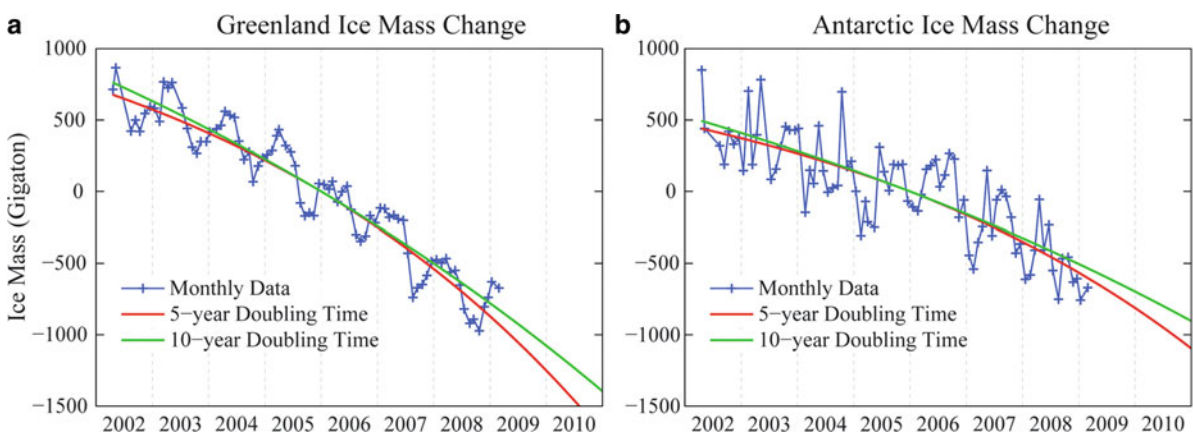 a
Greenland Ice Mass Change
Ice Mass (Gigaton)
1000
500
0
−500
−1000
−1500
Monthly Data
5−year Doubling Time
10−year Doubling Time
2002 2003 2004 2005 2006 2007 2008 2009 2010
b
Antarctic Ice Mass Change
1000
500
0
−500
−1000
−1500
Monthly Data
5−year Doubling Time
10−year Doubling Time
2002 2003 2004 2005 2006 2007 2008 2009 2010